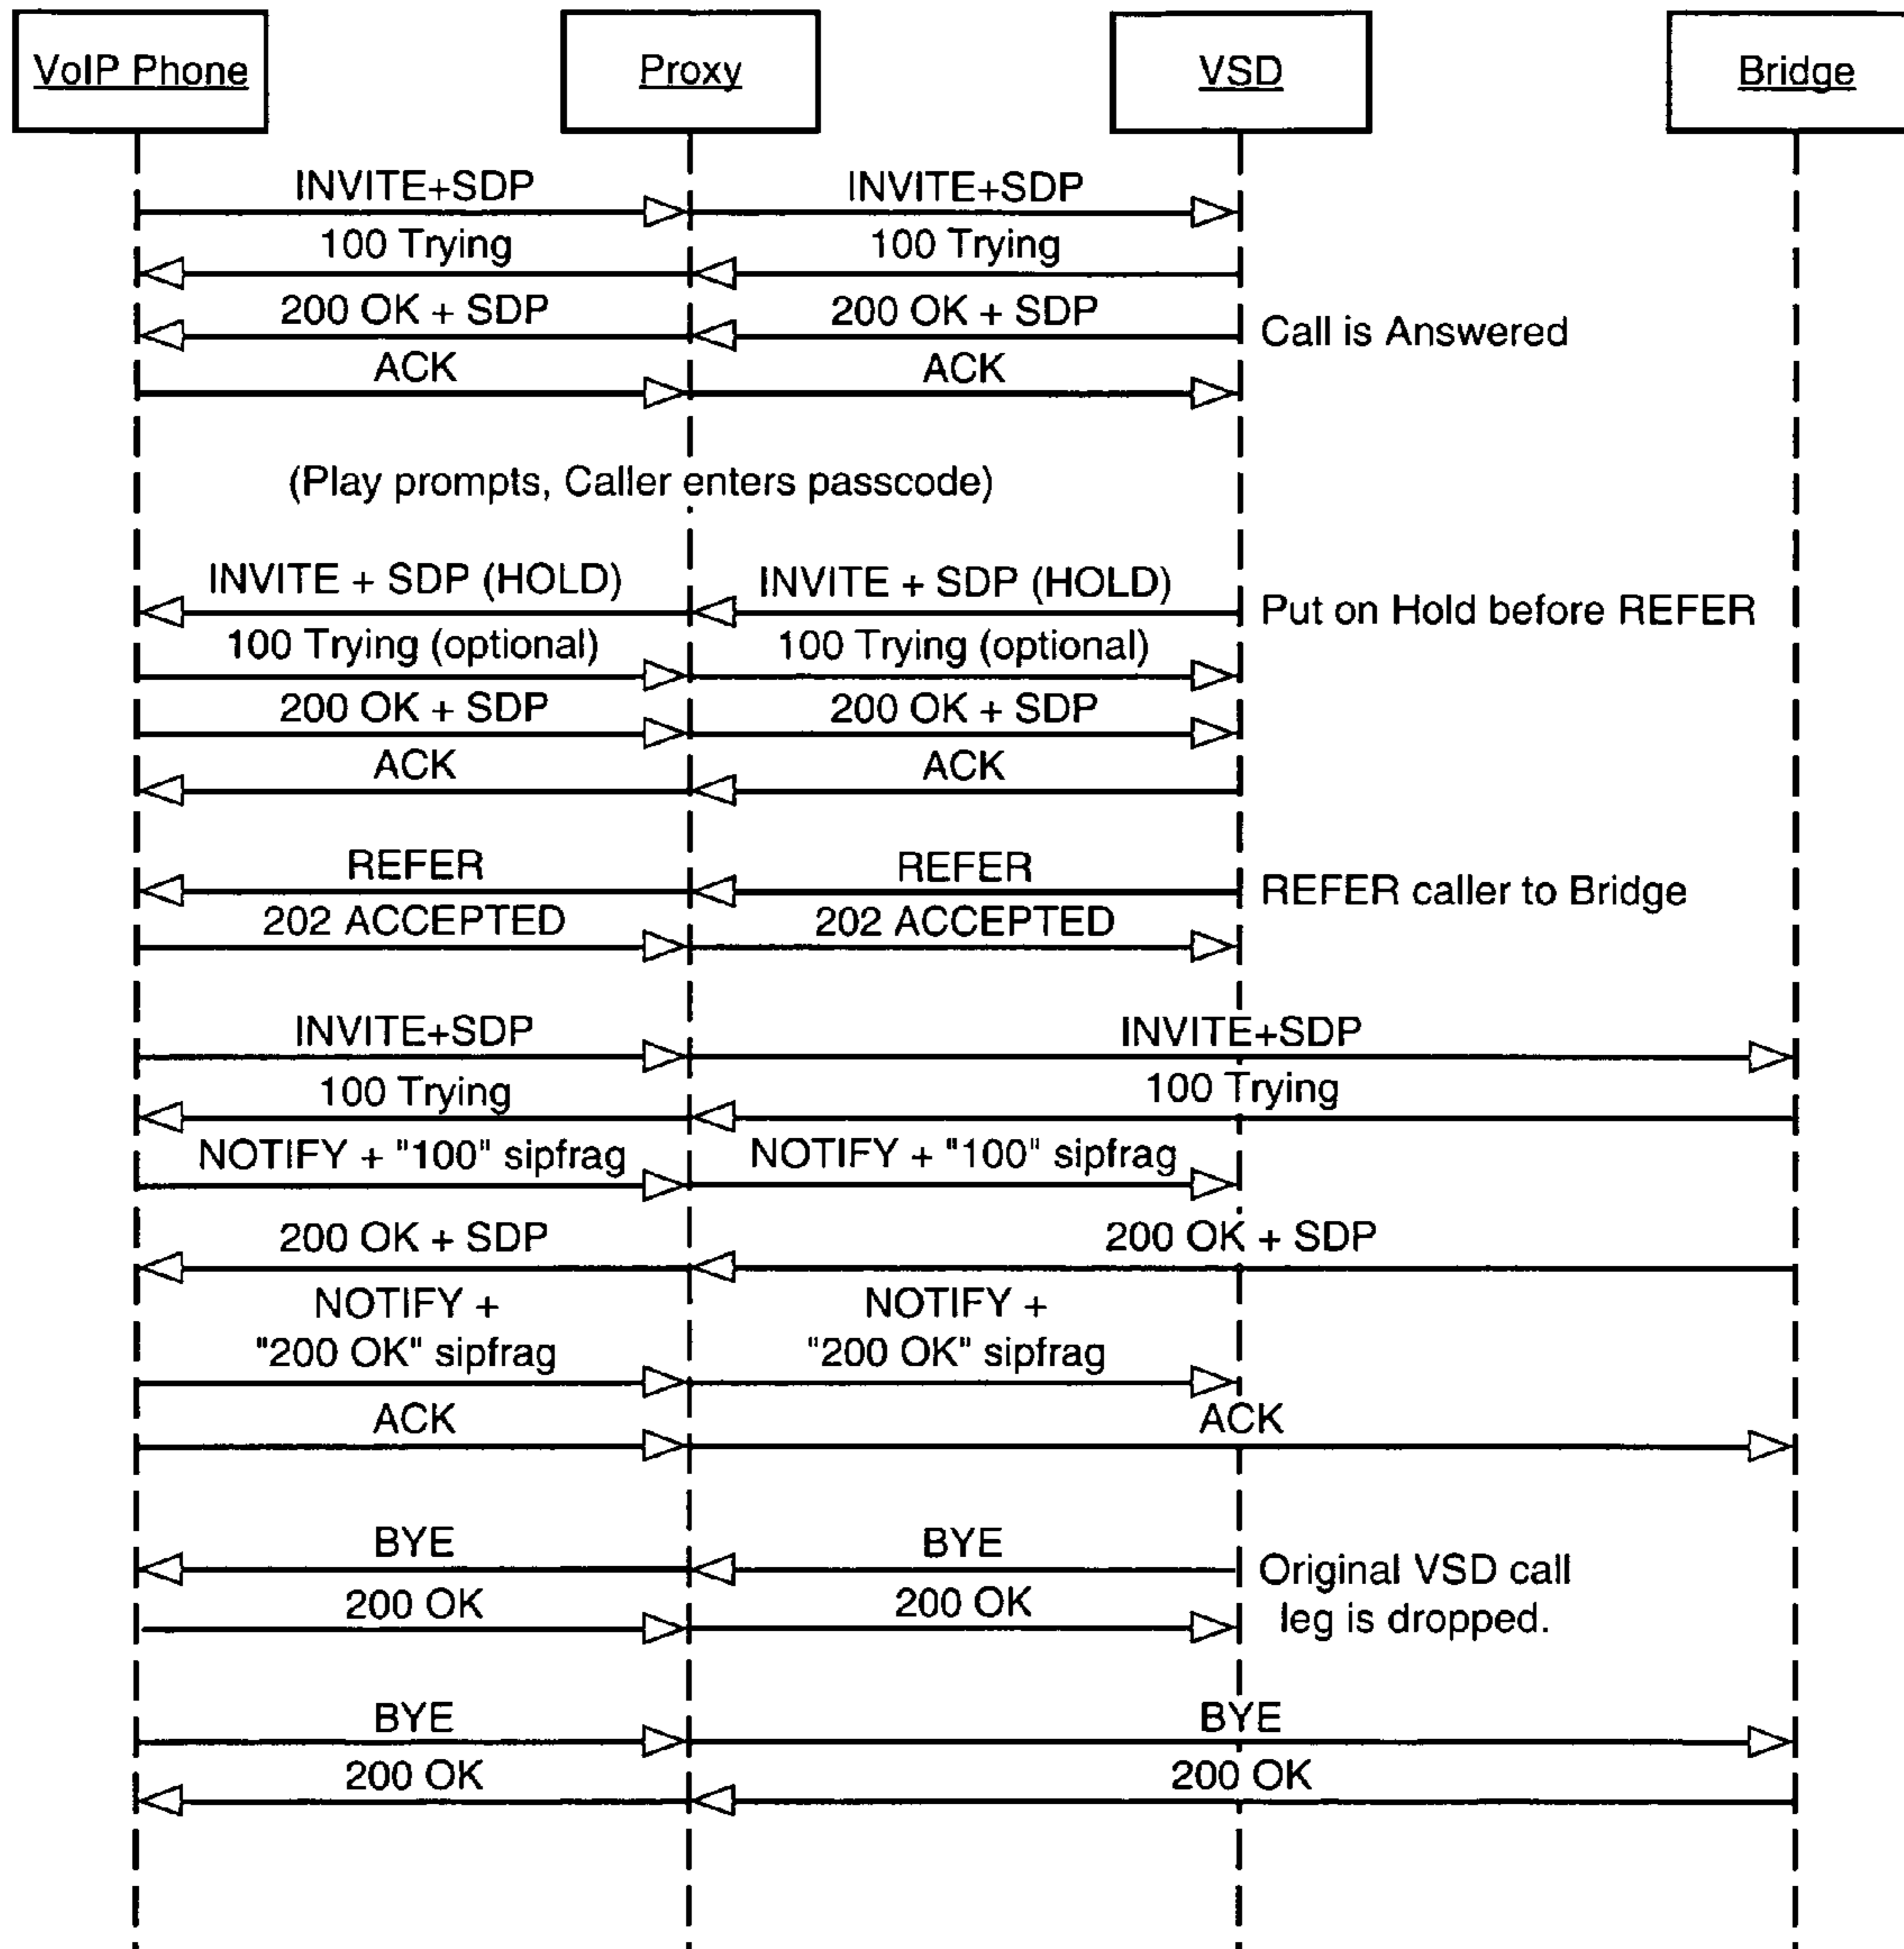 VoIP Phone Proxy VSD Bridge
INVITE+SDP INVITE+SDP
100 Trying 100 Trying
200 OK + SDP 200 OK + SDP Call is Answered
ACK ACK
(Play prompts, Caller enters passcode)
INVITE + SDP (HOLD) INVITE + SDP (HOLD) Put on Hold before REFER
100 Trying (optional) 100 Trying (optional)
200 OK + SDP 200 OK + SDP
ACK ACK
REFER REFER REFER caller to Bridge
202 ACCEPTED 202 ACCEPTED
INVITE+SDP INVITE+SDP
100 Trying 100 Trying
NOTIFY + "100" sipfrag NOTIFY + "100" sipfrag
200 OK + SDP 200 OK + SDP
NOTIFY + NOTIFY +
"200 OK" sipfrag "200 OK" sipfrag
ACK ACK
BYE BYE Original VSD call
200 OK 200 OK leg is dropped.
BYE BYE
200 OK 200 OK